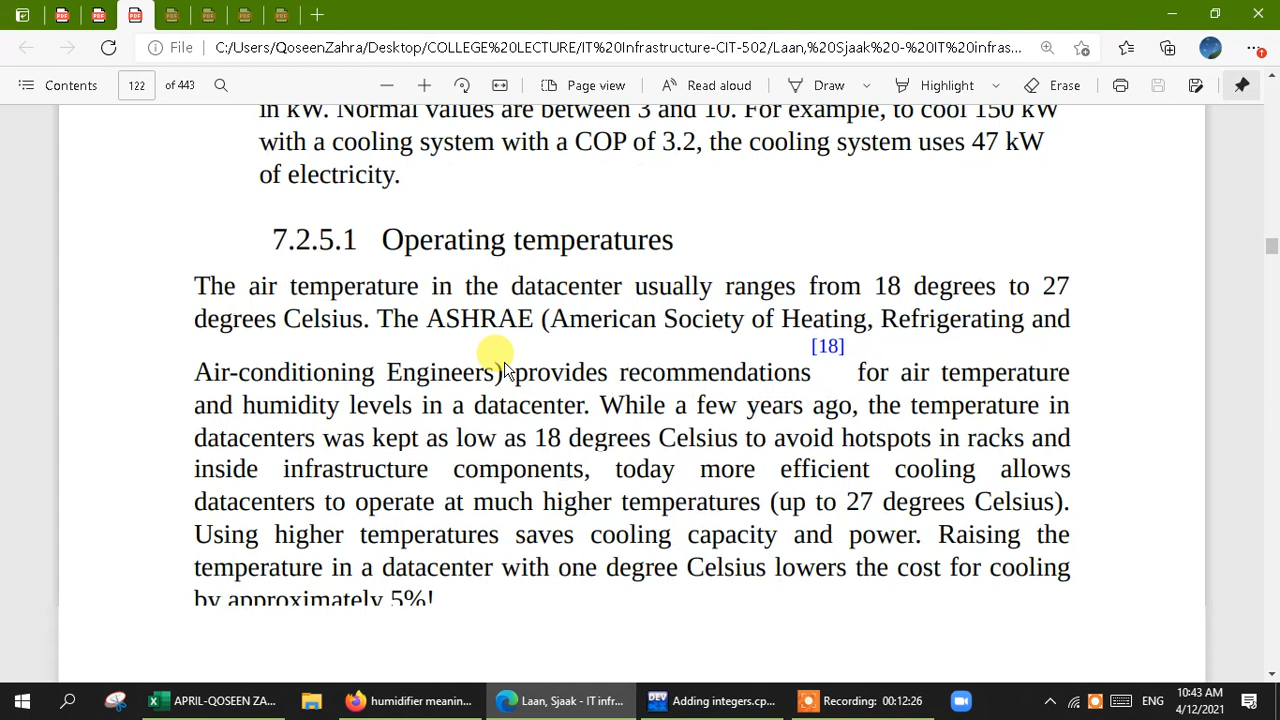 File
C:/Users/QoseenZahra/Desktop/COLLEGE%20LECTURE/IT%20Infrastructure-CIT-502/Laan,%20Sjaak%20-%20IT%20infras...
Contents
122
of 443
Page view
Read aloud
Draw
Highlight
Erase
in kW. Normal values are between 3 and 10. For example, to cool 150 kW
with a cooling system with a COP of 3.2, the cooling system uses 47 kW
of electricity.
7.2.5.1 Operating temperatures
The air temperature in the datacenter usually ranges from 18 degrees to 27
degrees Celsius. The ASHRAE (American Society of Heating, Refrigerating and
[18]
Air-conditioning Engineers) provides recommendations for air temperature
and humidity levels in a datacenter. While a few years ago, the temperature in
datacenters was kept as low as 18 degrees Celsius to avoid hotspots in racks and
inside infrastructure components, today more efficient cooling allows
datacenters to operate at much higher temperatures (up to 27 degrees Celsius).
Using higher temperatures saves cooling capacity and power. Raising the
temperature in a datacenter with one degree Celsius lowers the cost for cooling
by approximately 5%!
APRIL-QOSEEN ZA...
humidifier meanin...
Laan, Sjaak - IT infr...
DEV
Adding integers.cp...
Recording: 00:12:26
ENG
10:43 AM
4/12/2021